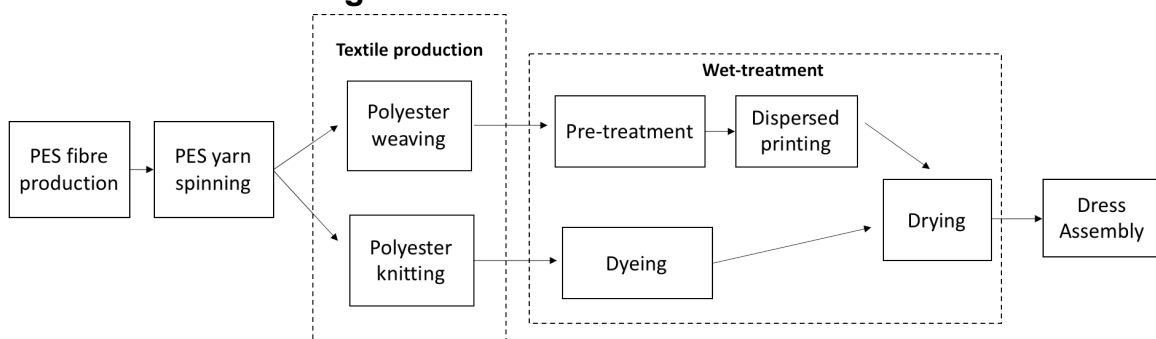 Textile production
Wet-treatment
PES fibre
production
PES yarn
spinning
Polyester
weaving
Polyester
knitting
Pre-treatment
Dispersed
printing
Dyeing
Drying
Dress
Assembly